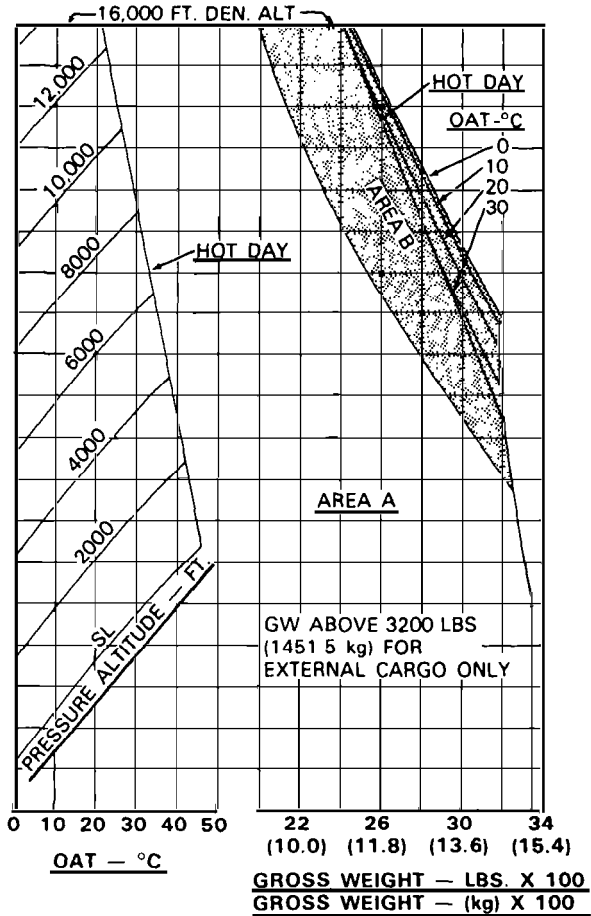 16,000 FT. DEN. ALT
12,000
10,000
8000
6000
4000
2000
SL
PRESSURE ALTITUDE — FT.
HOT DAY
HOT DAY
OAT-°C
0
10
20
30
AREA B
AREA A
GW ABOVE 3200 LBS
(1451 5 kg) FOR
EXTERNAL CARGO ONLY
0 10 20 30 40 50
OAT — °C
22 26 30 34
(10.0) (11.8) (13.6) (15.4)
GROSS WEIGHT — LBS. X 100
GROSS WEIGHT — (kg) X 100